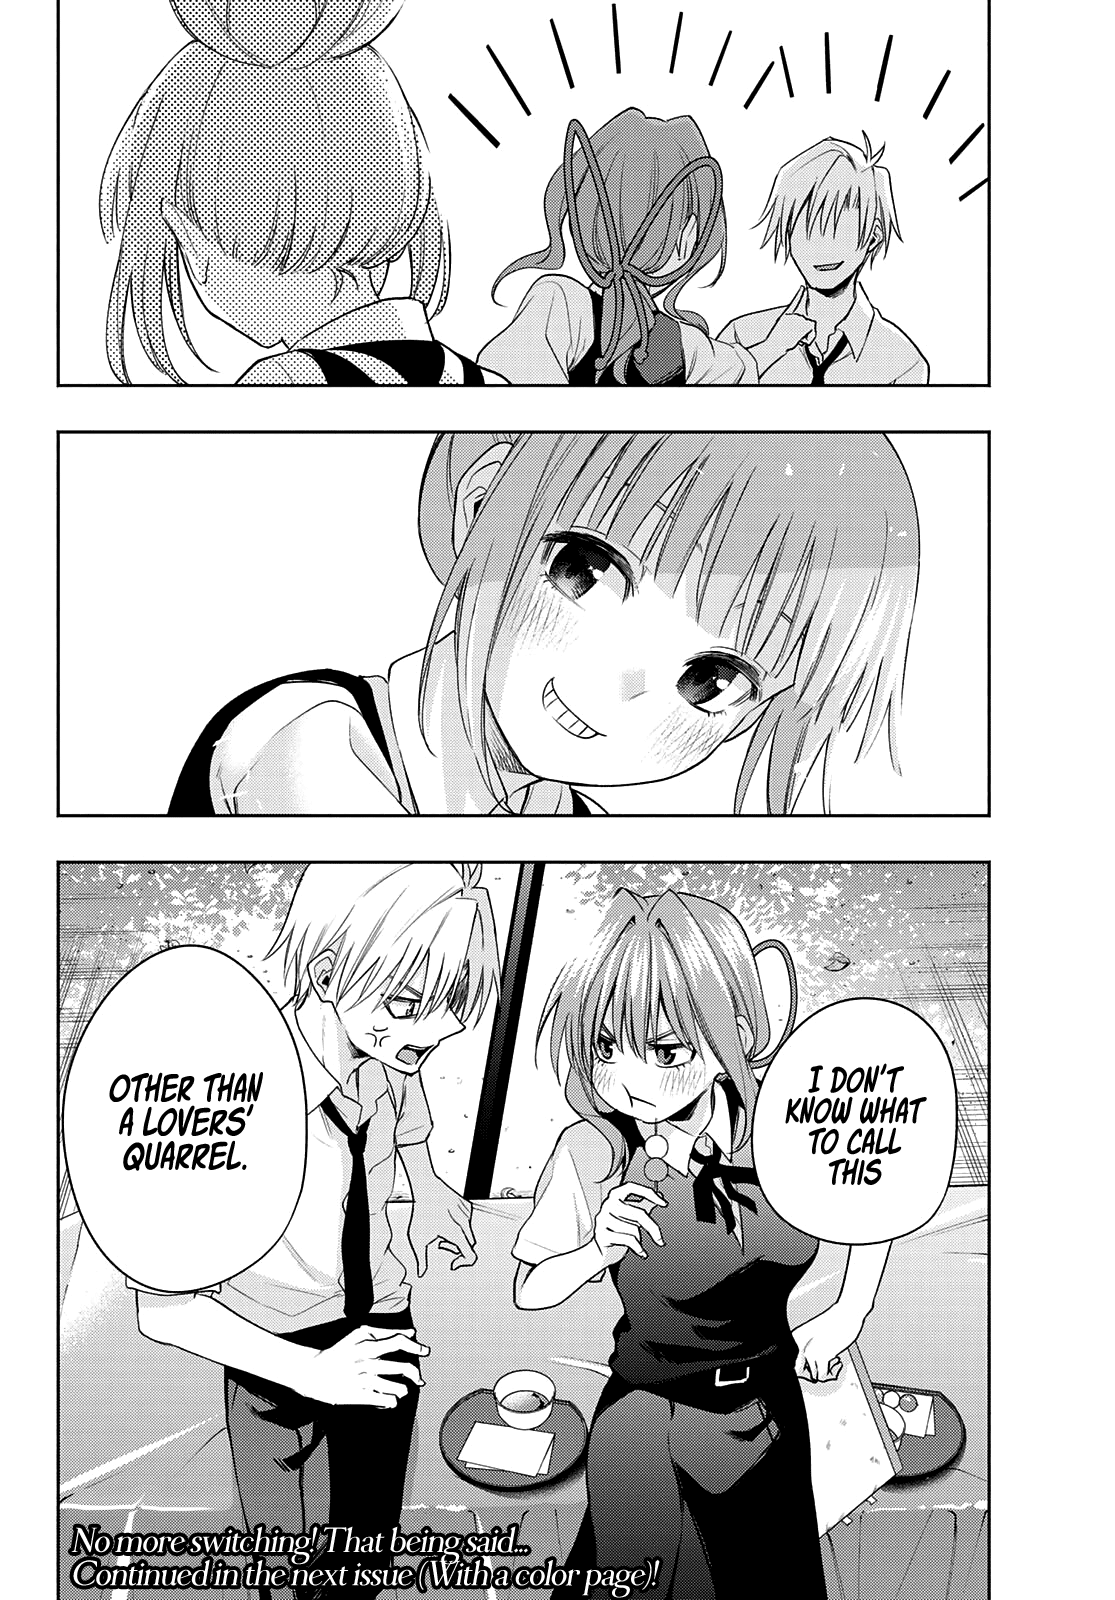 I DON'T
KNOW WHAT
TO CALL
THIS
OTHER THAN
A LOVERS'
QUARREL.
No more switching! That being said...
Continued in the next issue (With a color page)!